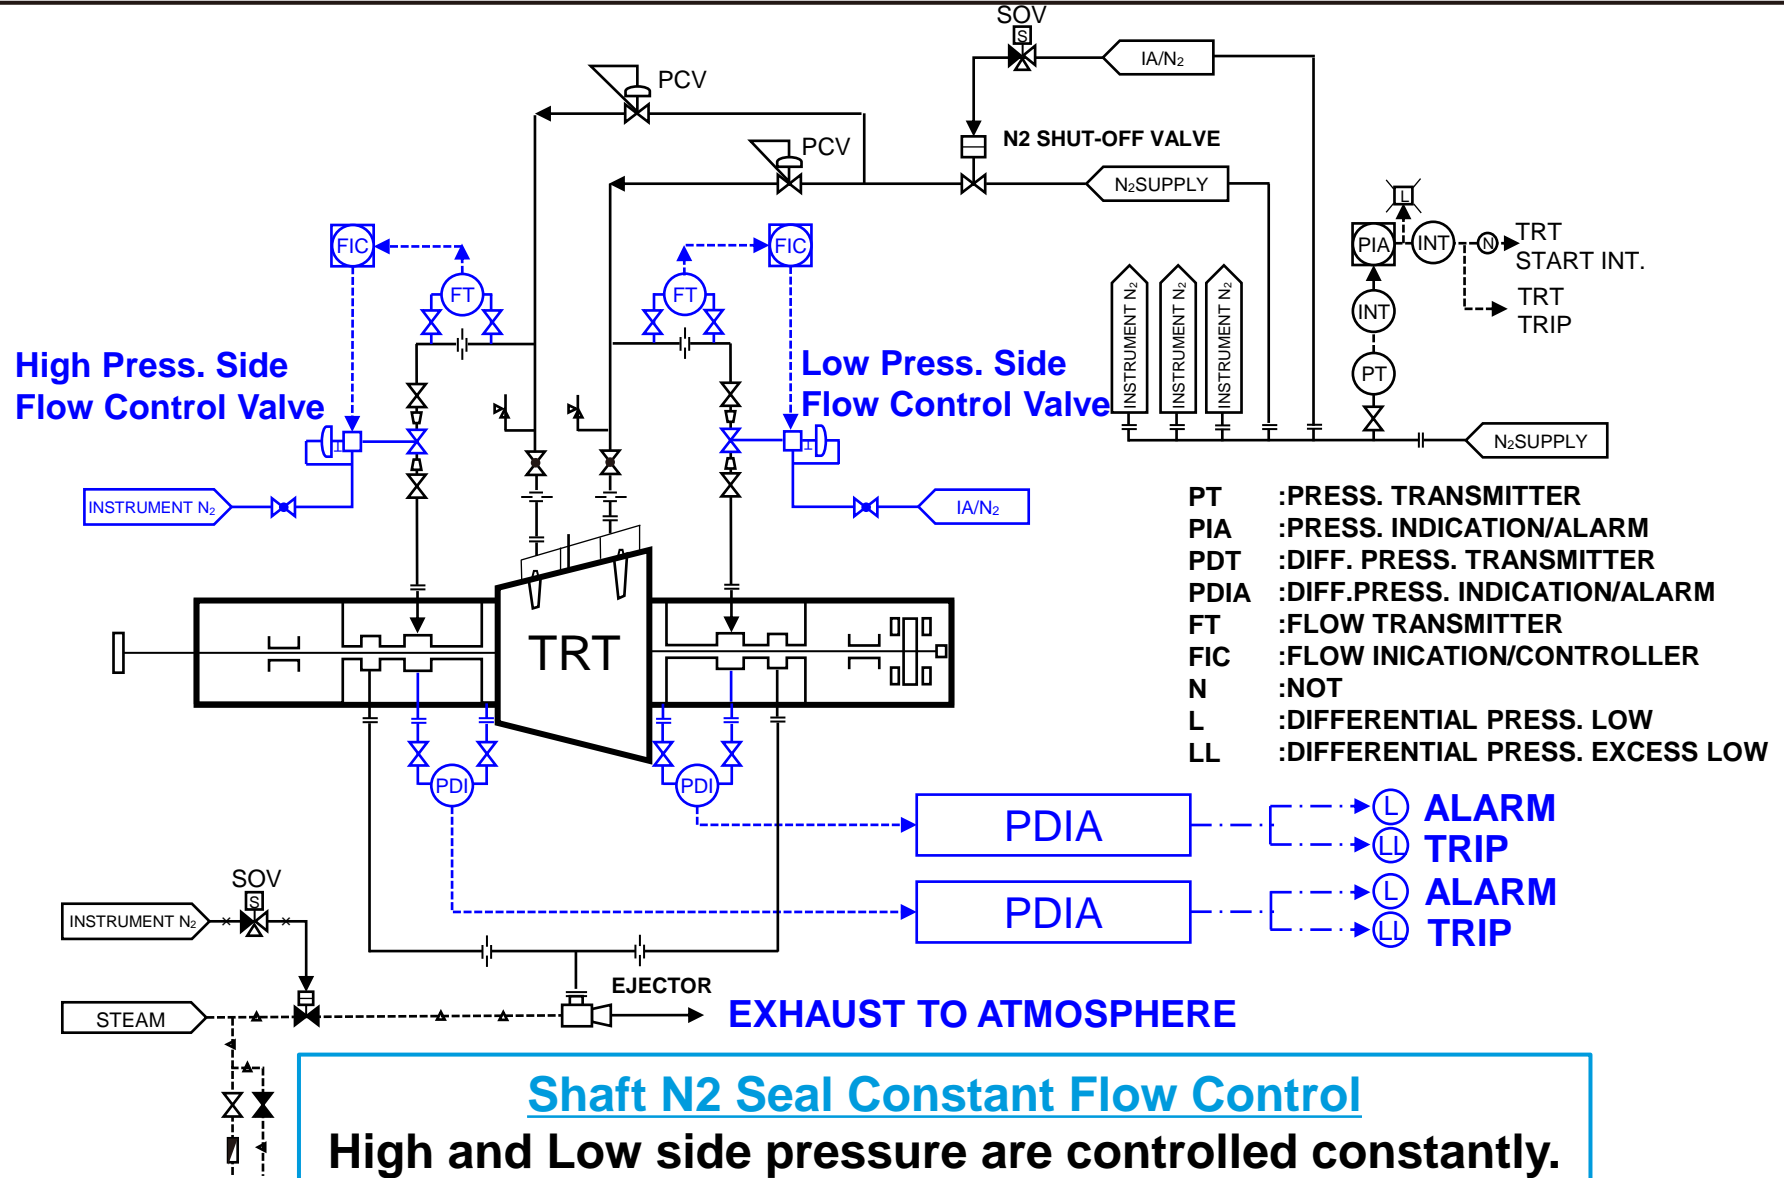 SOV
S
IA/N₂
PCV
N2 SHUT-OFF VALVE
PCV
N₂SUPPLY
L
FIC
FIC
PIA
INT
N
TRT
START INT.
FT
FT
INSTRUMENT N₂
INSTRUMENT N₂
INSTRUMENT N₂
INT
TRT
TRIP
High Press. Side
Flow Control Valve
Low Press. Side
Flow Control Valve
PT
N₂SUPPLY
INSTRUMENT N₂
IA/N₂
PT :PRESS. TRANSMITTER
PIA :PRESS. INDICATION/ALARM
PDT :DIFF. PRESS. TRANSMITTER
PDIA :DIFF.PRESS. INDICATION/ALARM
FT :FLOW TRANSMITTER
FIC :FLOW INICATION/CONTROLLER
N :NOT
L :DIFFERENTIAL PRESS. LOW
LL :DIFFERENTIAL PRESS. EXCESS LOW
TRT
PDI
PDI
PDIA
L ALARM
LL TRIP
PDIA
L ALARM
LL TRIP
SOV
S
INSTRUMENT N₂
STEAM
EJECTOR
EXHAUST TO ATMOSPHERE
Shaft N2 Seal Constant Flow Control
High and Low side pressure are controlled constantly.